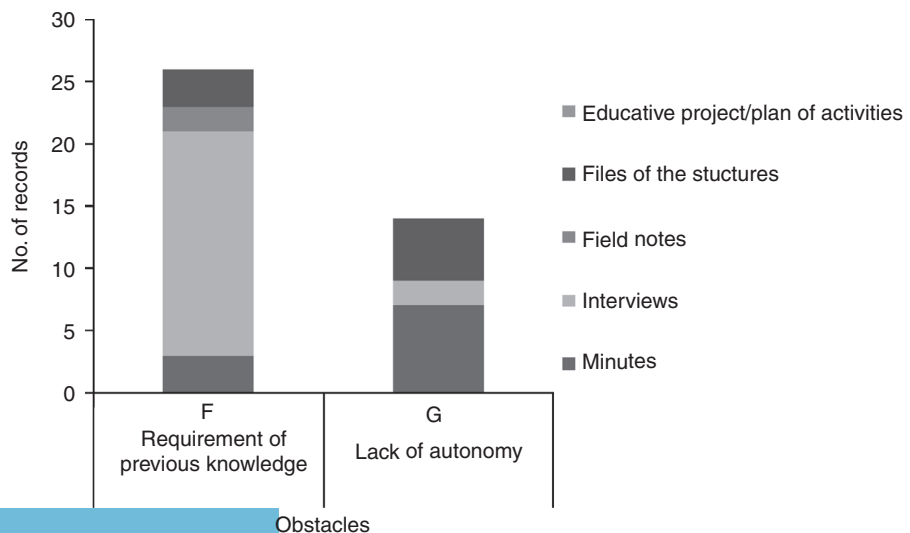 30
25
20
15
10
5
0
No. of records
F
Requirement of
previous knowledge
G
Lack of autonomy
Obstacles
Educative project/plan of activities
Files of the stuctures
Field notes
Interviews
Minutes